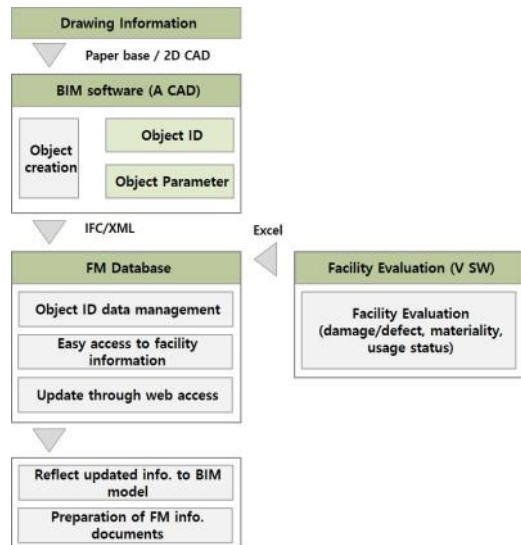 Drawing Information
Paper base / 2D CAD
BIM software (A CAD)
Object
creation
Object ID
Object Parameter
IFC/XML
Excel
FM Database
Object ID data management
Easy access to facility
information
Update through web access
Facility Evaluation (V SW)
Facility Evaluation
(damage/defect, materiality,
usage status)
Reflect updated info. to BIM
model
Preparation of FM info.
documents